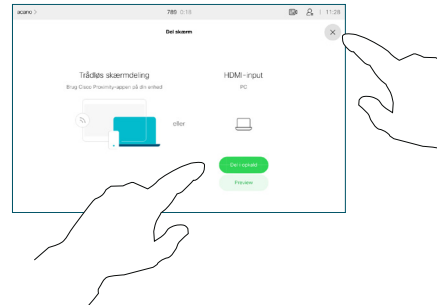 acano >
789 0:18
11:28
Del skærm
Trådløs skærmdeling
HDMI-input
Brug Cisco Proximity-appen på din enhed
PC
eller
Del i opkald
Preview